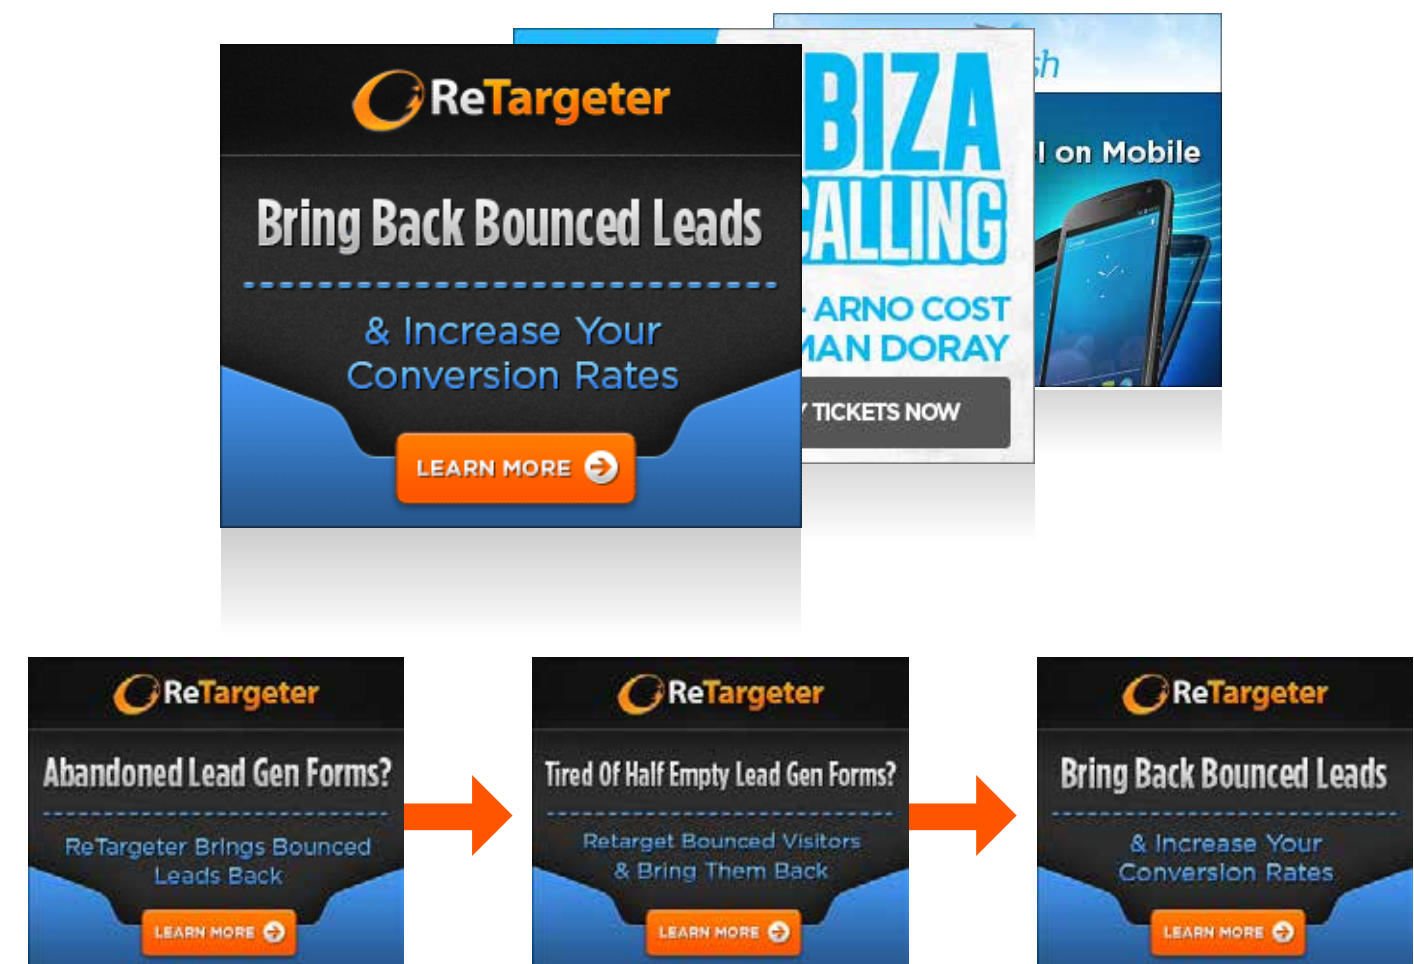 ReTargeter
Bring Back Bounced Leads
& Increase Your
Conversion Rates
LEARN MORE
BIZA
CALLING
ARNO COST
MAN DORAY
TICKETS NOW
sh
l on Mobile
ReTargeter
Abandoned Lead Gen Forms?
ReTargeter Brings Bounced
Leads Back
LEARN MORE
ReTargeter
Tired Of Half Empty Lead Gen Forms?
Retarget Bounced Visitors
& Bring Them Back
LEARN MORE
ReTargeter
Bring Back Bounced Leads
& Increase Your
Conversion Rates
LEARN MORE